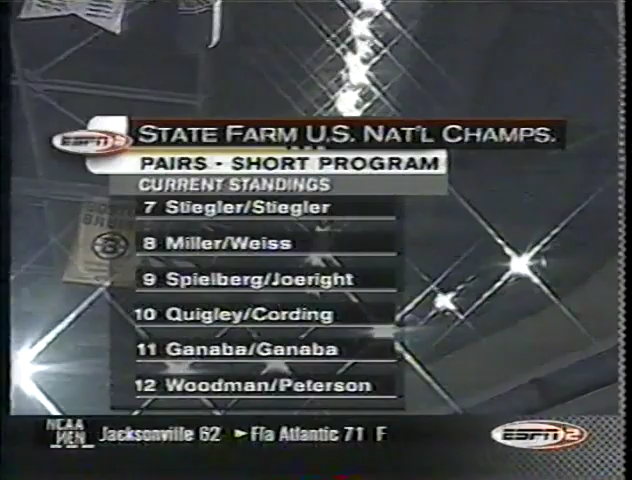 ESPN2
STATE FARM U.S. NAT'L CHAMPS.
PAIRS - SHORT PROGRAM
CURRENT STANDINGS
7 Stiegler/Stiegler
8 Miller/Weiss
9 Spielberg/Joeright
10 Quigley/Cording
11 Ganaba/Ganaba
12 Woodman/Peterson
NCAA
MEN
Jacksonville 62 ►Fla Atlantic 71 F
ESPN2